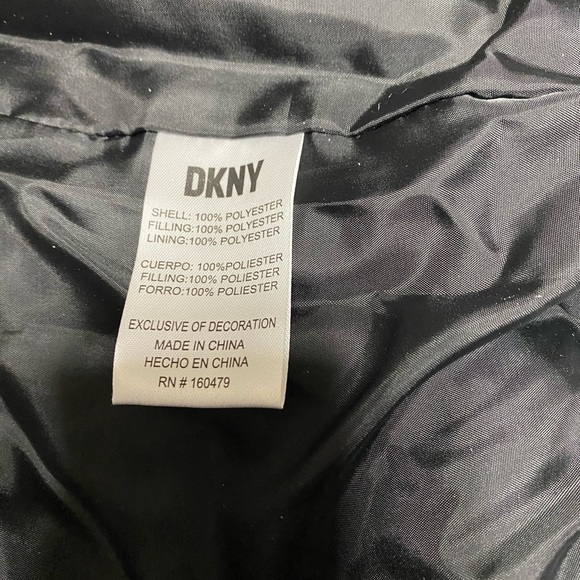 DKNY
SHELL: 100% POLYESTER
FILLING:100% POLYESTER
LINING:100% POLYESTER
CUERPO: 100%POLIESTER
FILLING:100% POLIESTER
FORRO:100% POLIESTER
EXCLUSIVE OF DECORATION
MADE IN CHINA
HECHO EN CHINA
RN # 160479